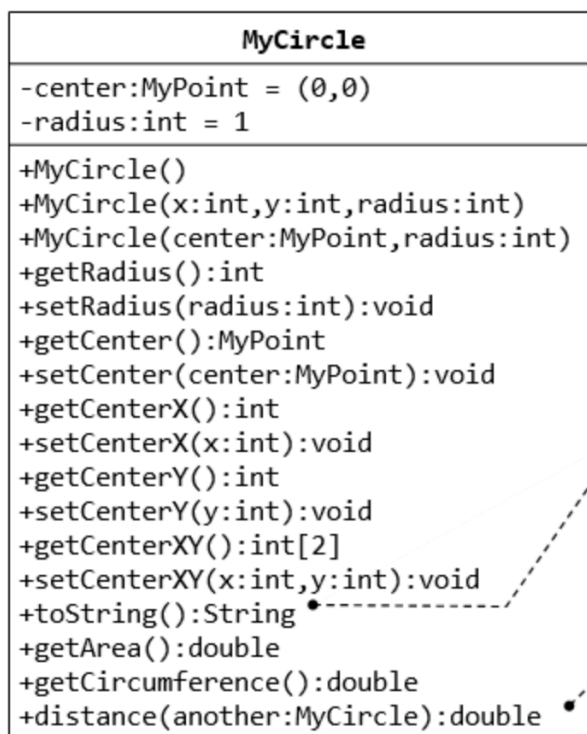 MyCircle
-center:MyPoint = (0,0)
-radius:int = 1
+MyCircle()
+MyCircle(x:int,y:int,radius:int)
+MyCircle(center:MyPoint,radius:int)
+getRadius():int
+setRadius(radius:int):void
+getCenter():MyPoint
+setCenter(center:MyPoint):void
+getCenterX():int
+setCenterX(x:int):void
+getCenterY():int
+setCenterY(y:int):void
+getCenterXY():int[2]
+setCenterXY(x:int,y:int):void
+toString():String
+getArea():double
+getCircumference():double
+distance(another:MyCircle):double